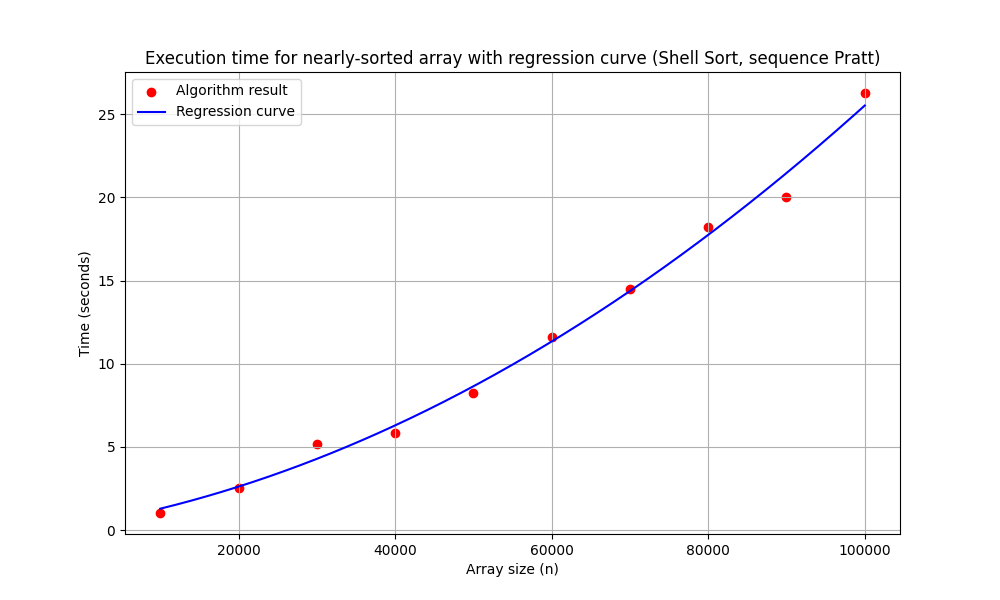 Execution time for nearly-sorted array with regression curve (Shell Sort, sequence Pratt)
Algorithm result
Regression curve
25
20
15
10
5
0
Time (seconds)
20000 40000 60000 80000 100000
Array size (n)